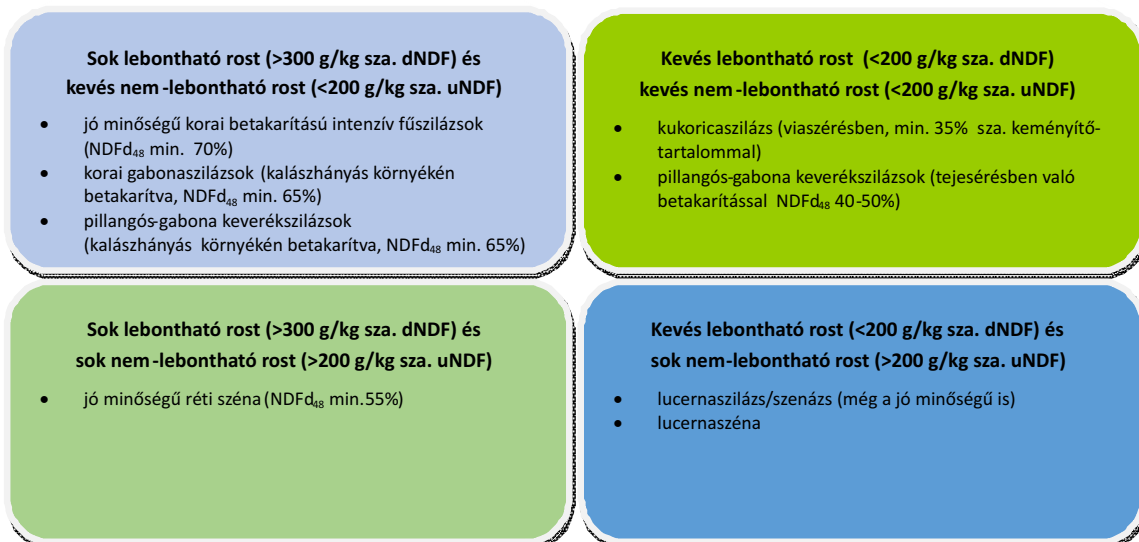 Sok lebontható rost (>300 g/kg sza. dNDF) és
kevés nem-lebontható rost (<200 g/kg sza. uNDF)
• jó minőségű korai betakarítású intenzív fűszilázsok
(NDFd₄₈ min. 70%)
• korai gabonaszilázsok (kalászhányás környékén
betakarítva, NDFd₄₈ min. 65%)
• pillangós-gabona keverékszilázsok
(kalászhányás környékén betakarítva, NDFd₄₈ min. 65%)
Kevés lebontható rost (<200 g/kg sza. dNDF)
kevés nem-lebontható rost (<200 g/kg sza. uNDF)
• kukoricaszilázs (viaszérésben, min. 35% sza. keményítő-
tartalommal)
• pillangós-gabona keverékszilázsok (tejesérésben való
betakarítással NDFd₄₈ 40-50%)
Sok lebontható rost (>300 g/kg sza. dNDF) és
sok nem-lebontható rost (>200 g/kg sza. uNDF)
• jó minőségű réti széna (NDFd₄₈ min.55%)
Kevés lebontható rost (<200 g/kg sza. dNDF) és
sok nem-lebontható rost (>200 g/kg sza. uNDF)
• lucernaszilázs/szenázs (még a jó minőségű is)
• lucernaszéna